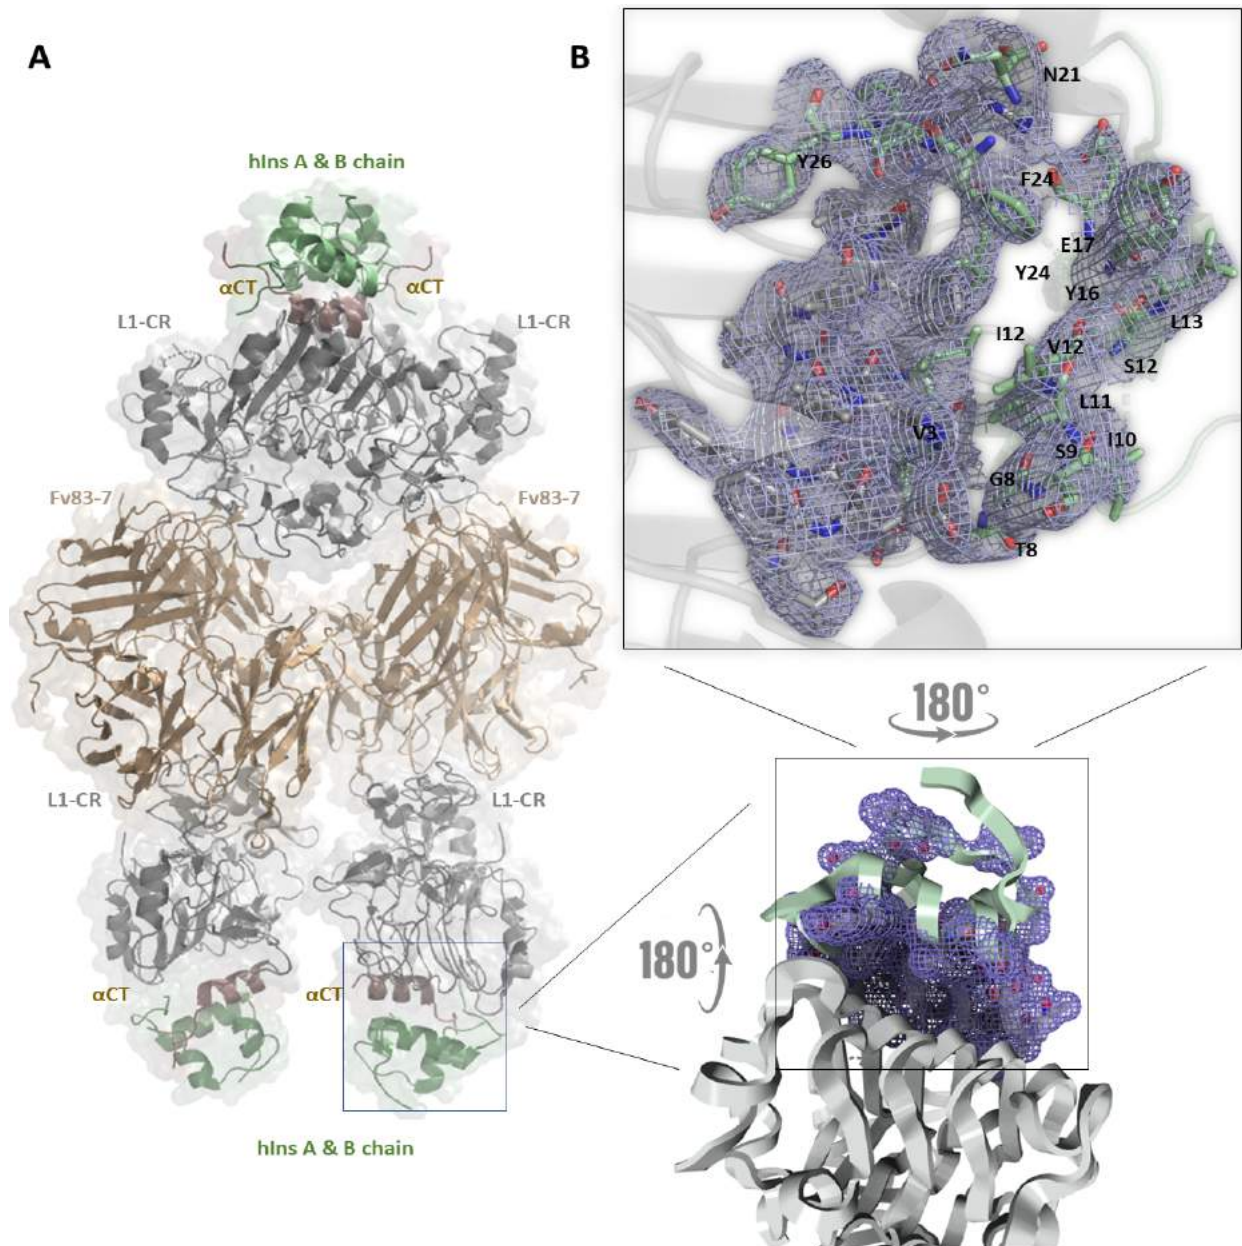 A
B
hIns A & B chain
αCT
αCT
L1-CR
L1-CR
Fv83-7
Fv83-7
L1-CR
L1-CR
αCT
αCT
hIns A & B chain
N21
Y26
F24
E17
Y24
Y16
L13
I12
V12
S12
L11
V3
S9
I10
G8
T8
180°
180°